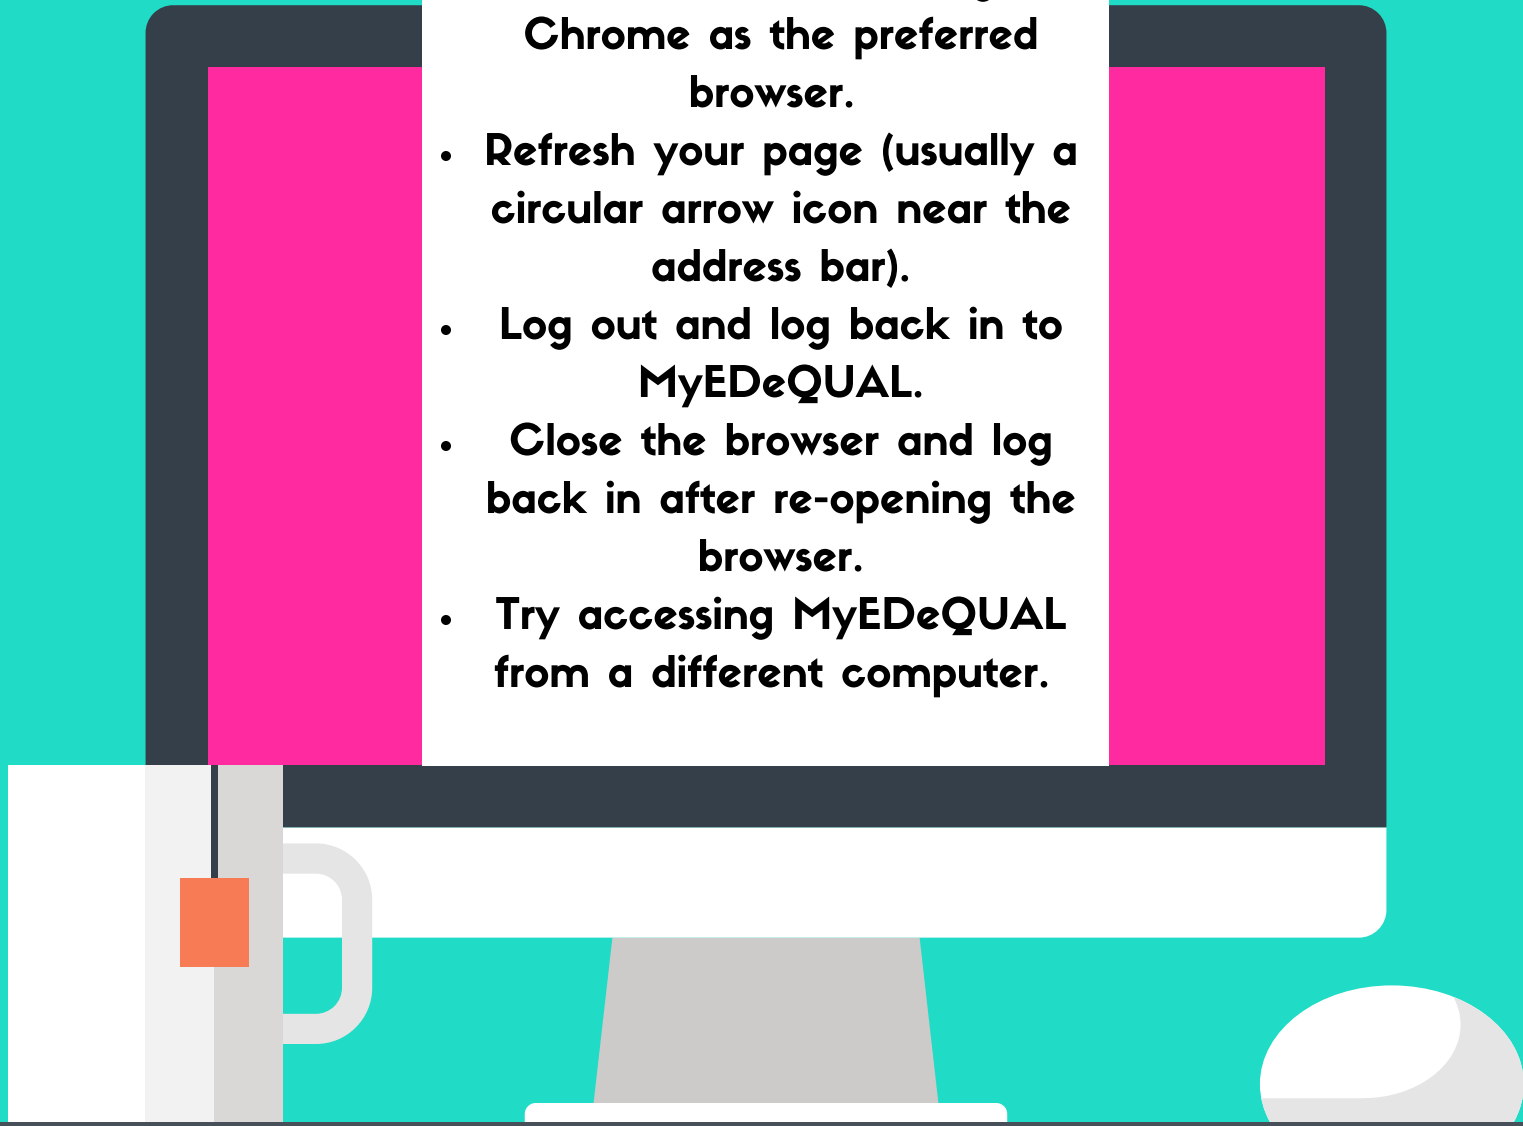 Chrome as the preferred
browser.
• Refresh your page (usually a
circular arrow icon near the
address bar).
• Log out and log back in to
MyEDeQUAL.
• Close the browser and log
back in after re-opening the
browser.
• Try accessing MyEDeQUAL
from a different computer.